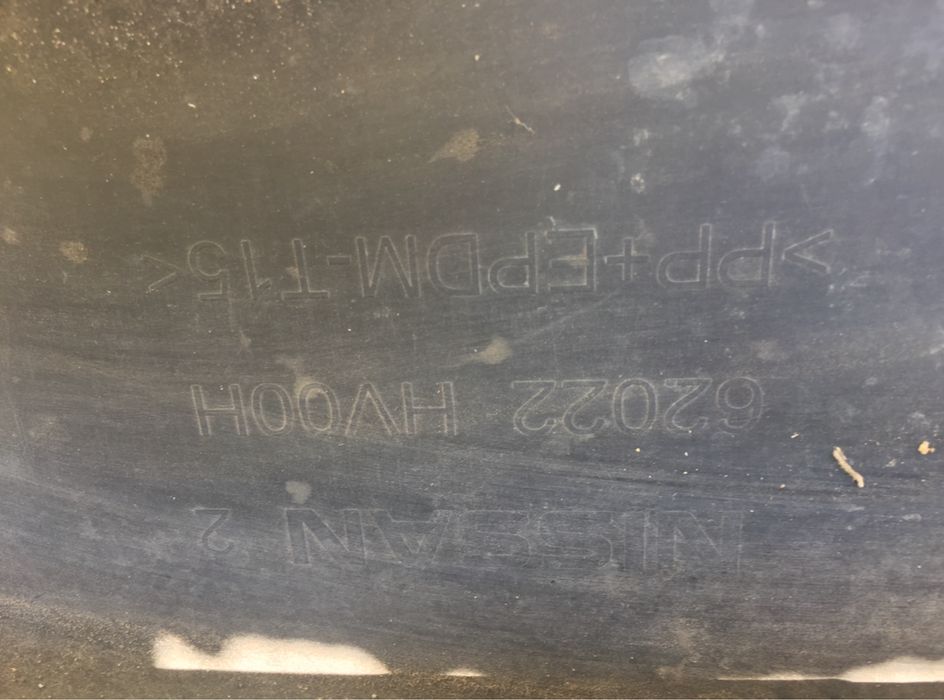 NISSAN 2
62022 HV00H
>PP+EPDM-T15<